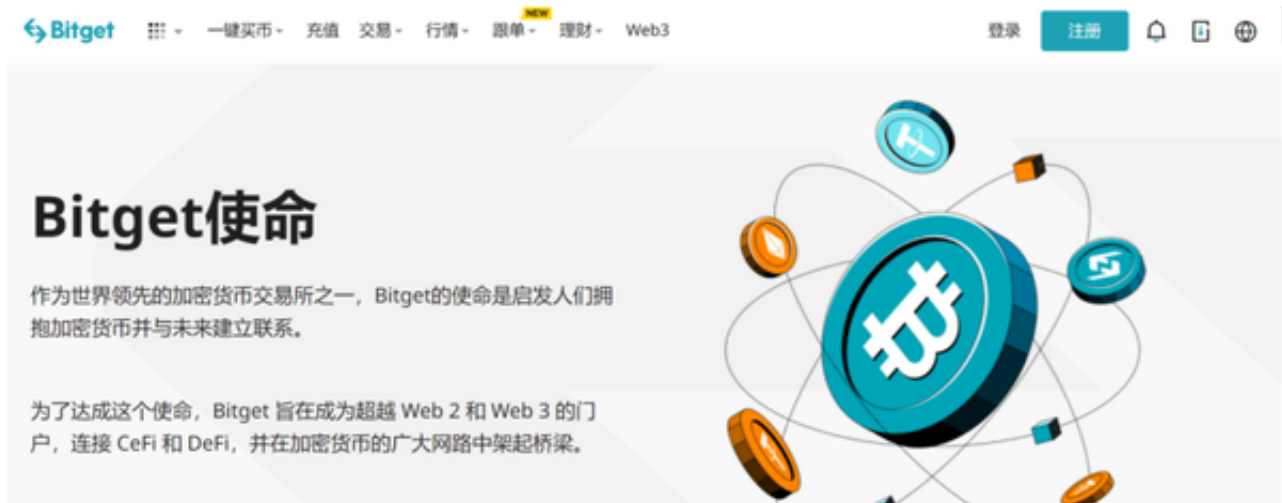 Bitget 一键买币 充值 交易 行情 跟单 NEW 理财 Web3 登录 注册
Bitget使命
作为世界领先的加密货币交易所之一，Bitget的使命是启发人们拥
抱加密货币并与未来建立联系。
为了达成这个使命，Bitget 旨在成为超越 Web 2 和 Web 3 的门
户，连接 CeFi 和 DeFi，并在加密货币的广大网路中架起桥梁。